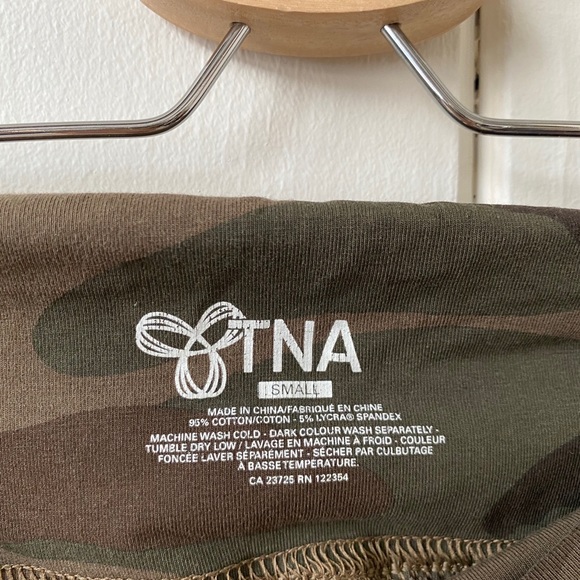 TNA
SMALL
MADE IN CHINA/FABRIQUÉ EN CHINE
95% COTTON/COTON - 5% LYCRA® SPANDEX
MACHINE WASH COLD - DARK COLOUR WASH SEPARATELY -
TUMBLE DRY LOW / LAVAGE EN MACHINE À FROID - COULEUR
FONCÉE LAVER SÉPARÉMENT - SÉCHER PAR CULBUTAGE
À BASSE TEMPÉRATURE.
CA 23725 RN 122354